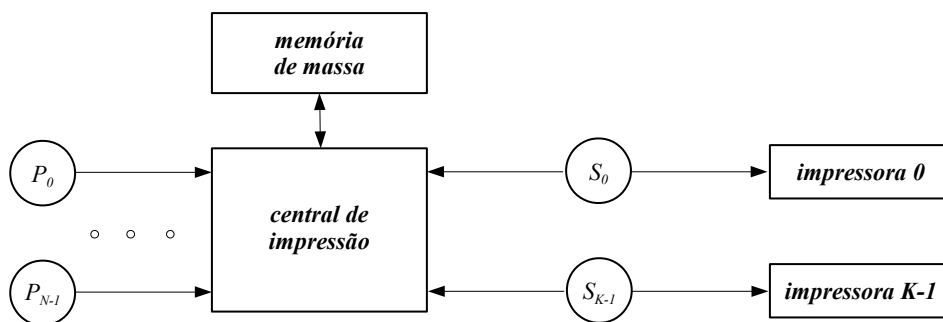 memória
de massa
P0
S0
impressora 0
central de
impressão
PN-1
SK-1
impressora K-1